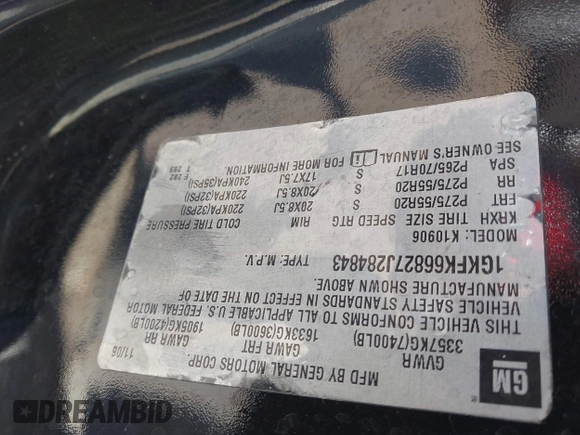 GM
MFD BY GENERAL MOTORS CORP.
11/06
GVWR GAWR FRT GAWR RR
3357KG(7400LB) 1633KG(3600LB) 1905KG(4200LB)
THIS VEHICLE CONFORMS TO ALL APPLICABLE U.S. FEDERAL MOTOR
VEHICLE SAFETY STANDARDS IN EFFECT ON THE DATE OF
MANUFACTURE SHOWN ABOVE.
1GKFK66827J284843 TYPE: M.P.V.
MODEL: K10906
KRXH TIRE SIZE SPEED RTG RIM COLD TIRE PRESSURE
FRT P275/55R20 S 20X8.5J 220KPA(32PSI)
RR P275/55R20 S 20X8.5J 220KPA(32PSI)
SPA P265/70R17 17X7.5J 240KPA(35PSI)
SEE OWNER'S MANUAL FOR MORE INFORMATION.
DREAMBID